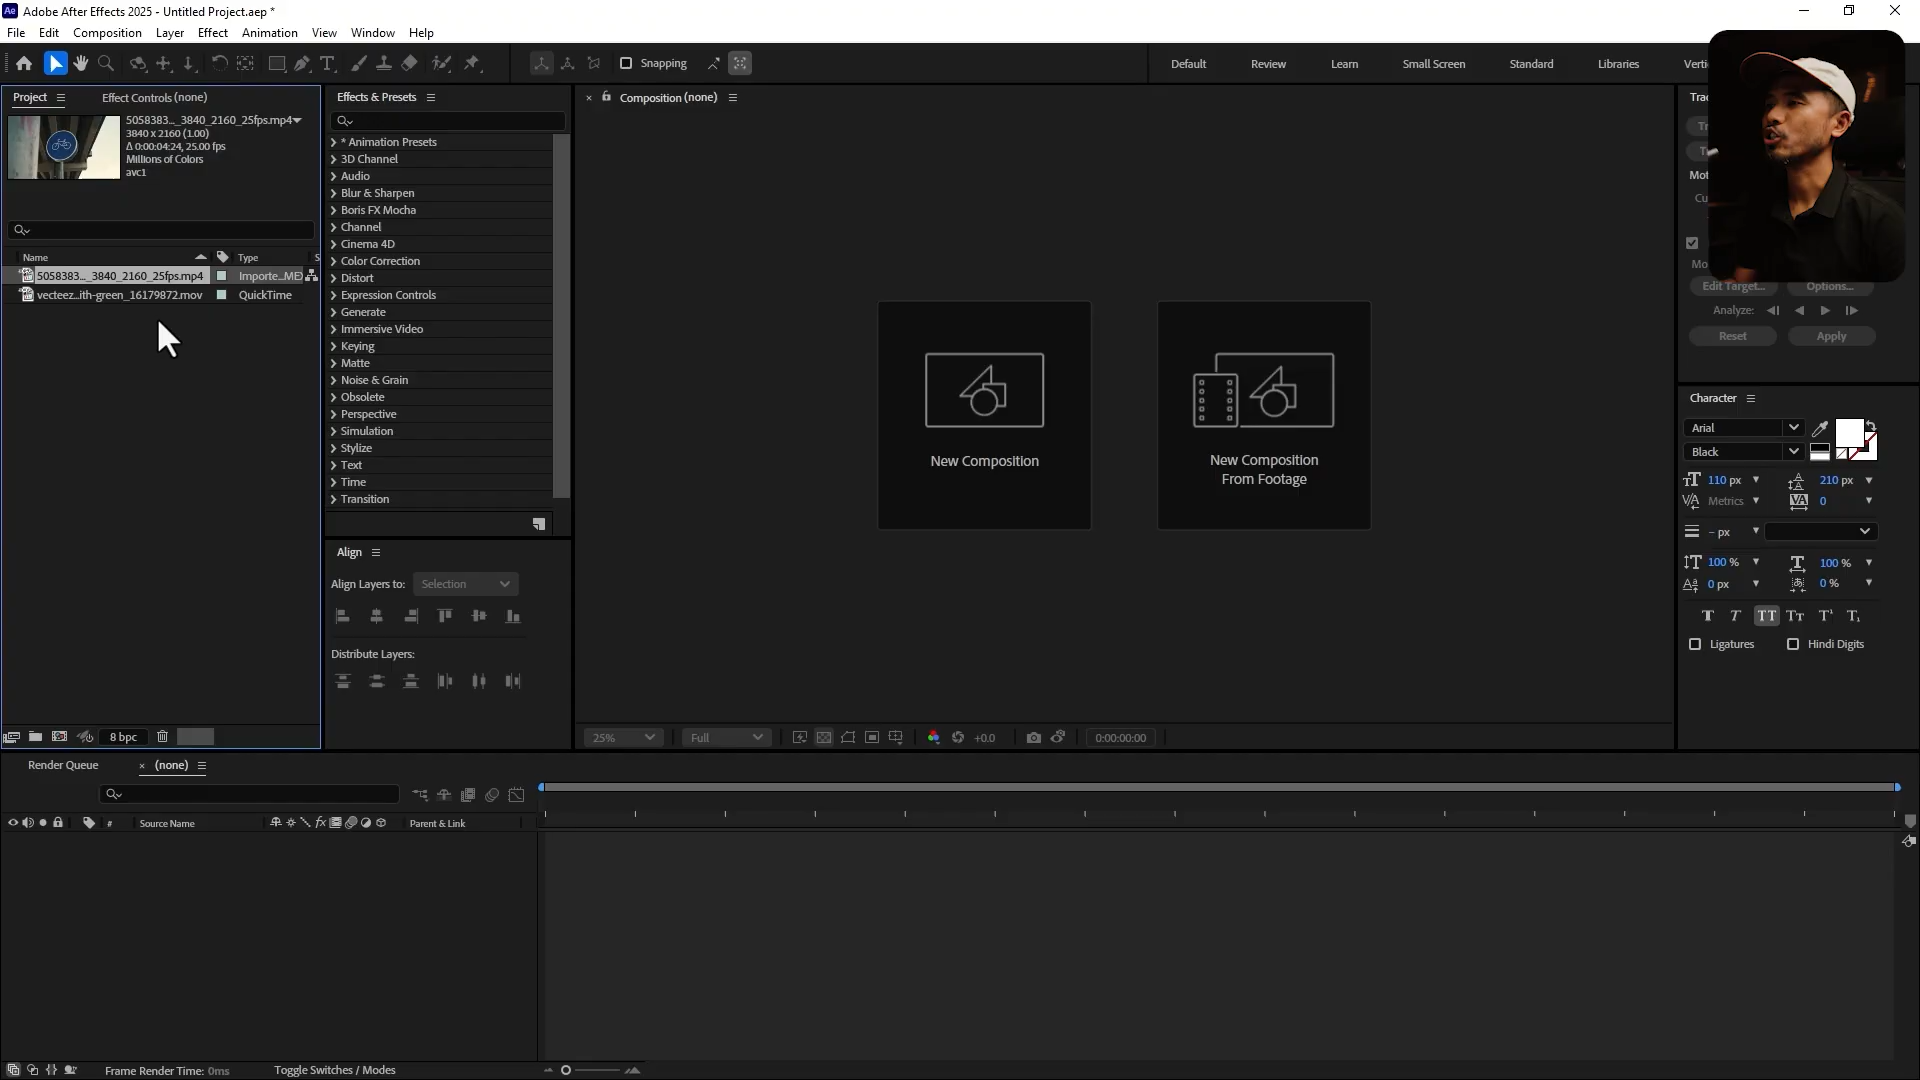 Ae Adobe After Effects 2025 - Untitled Project.aep *
File Edit Composition Layer Effect Animation View Window Help
Snapping
Default Review Learn Small Screen Standard Libraries
Project
Effect Controls (none)
5058383..._3840_2160_25fps.mp4
3840 x 2160 (1.00)
Δ 0:00:04:24, 25.00 fps
Millions of Colors
avc1
Name Type S
5058383..._3840_2160_25fps.mp4 Importe...ME
vecteez...ith-green_16179872.mov QuickTime
8 bpc
Effects & Presets
* Animation Presets
3D Channel
Audio
Blur & Sharpen
Boris FX Mocha
Channel
Cinema 4D
Color Correction
Distort
Expression Controls
Generate
Immersive Video
Keying
Matte
Noise & Grain
Obsolete
Perspective
Simulation
Stylize
Text
Time
Transition
Align
Align Layers to: Selection
Distribute Layers:
Composition (none)
New Composition
New Composition
From Footage
25% Full +0.0 0:00:00:00
Edit Target... Options...
Analyze:
Reset Apply
Character
Arial
Black
110 px 210 px
Metrics 0
- px
100 % 100 %
0 px 0 %
Ligatures Hindi Digits
Render Queue (none)
# Source Name fx Parent & Link
Frame Render Time: 0ms Toggle Switches / Modes